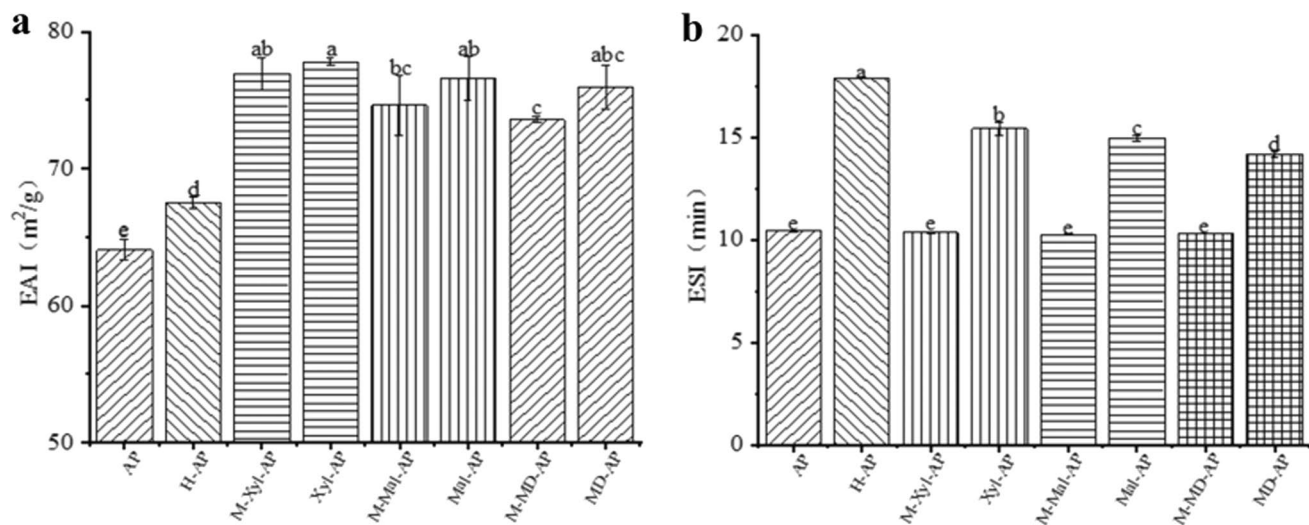 a
EAI（m²/g）
80
70
60
50
e
d
ab
a
bc
ab
c
abc
AP
H-AP
M-Xyl-AP
Xyl-AP
M-Mal-AP
Mal-AP
M-MD-AP
MD-AP
b
ESI（min）
20
15
10
5
0
e
a
e
b
e
c
e
d
AP
H-AP
M-Xyl-AP
Xyl-AP
M-Mal-AP
Mal-AP
M-MD-AP
MD-AP